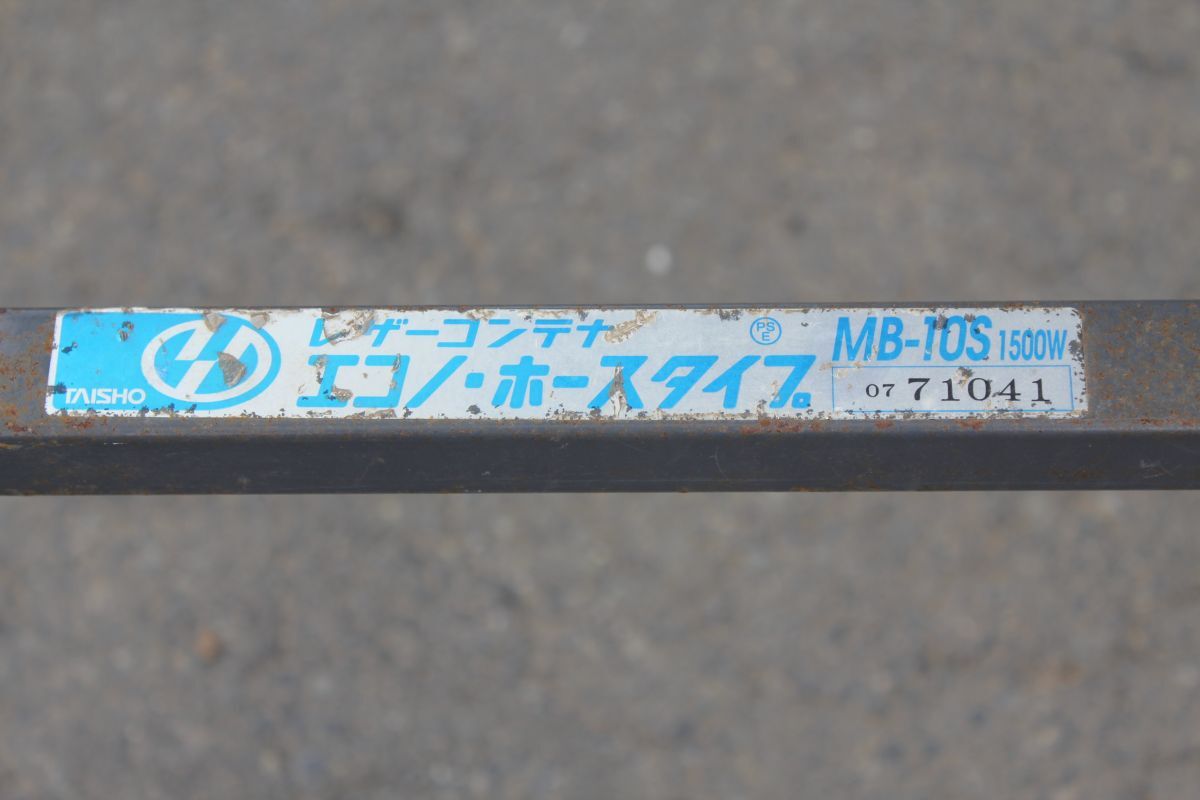 TAISHO
レザーコンテナ
エコノ・ホースタイプ
PS
E
MB-10S 1500W
07 71041